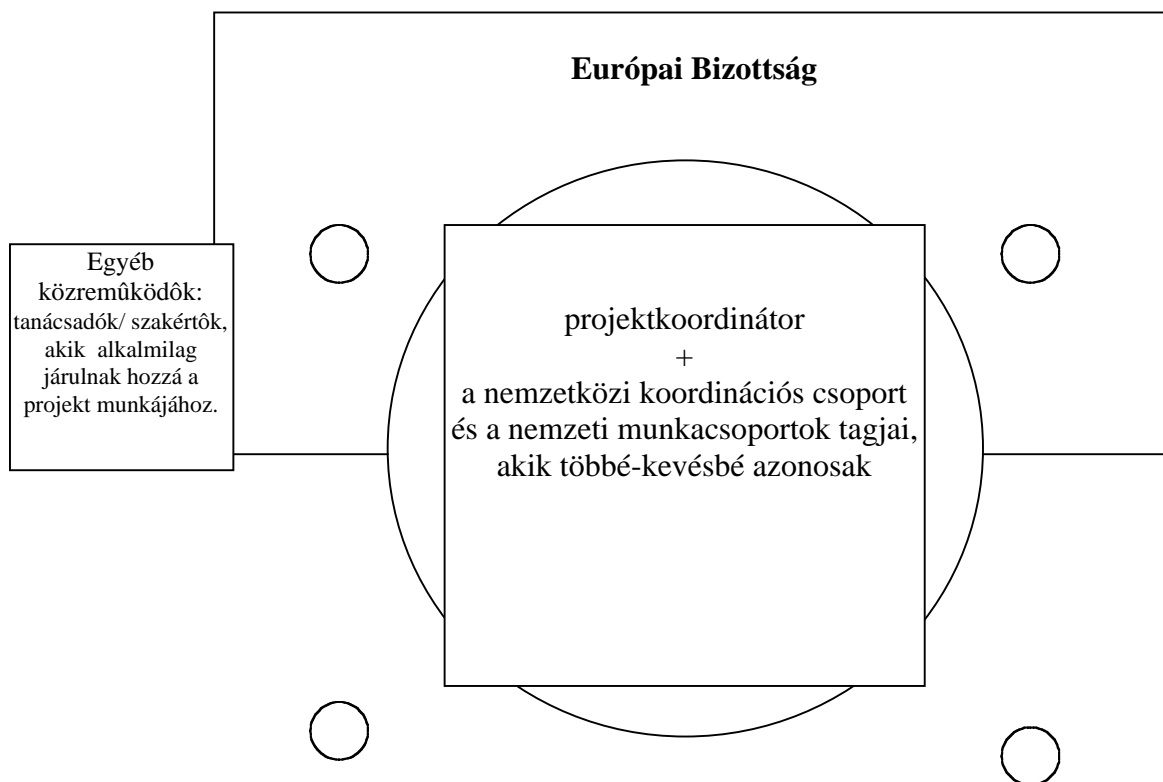 Európai Bizottság
Egyéb
közremûködôk:
tanácsadók/ szakértôk,
akik alkalmilag
járulnak hozzá a
projekt munkájához.
projektkoordinátor
+
a nemzetközi koordinációs csoport
és a nemzeti munkacsoportok tagjai,
akik többé-kevésbé azonosak